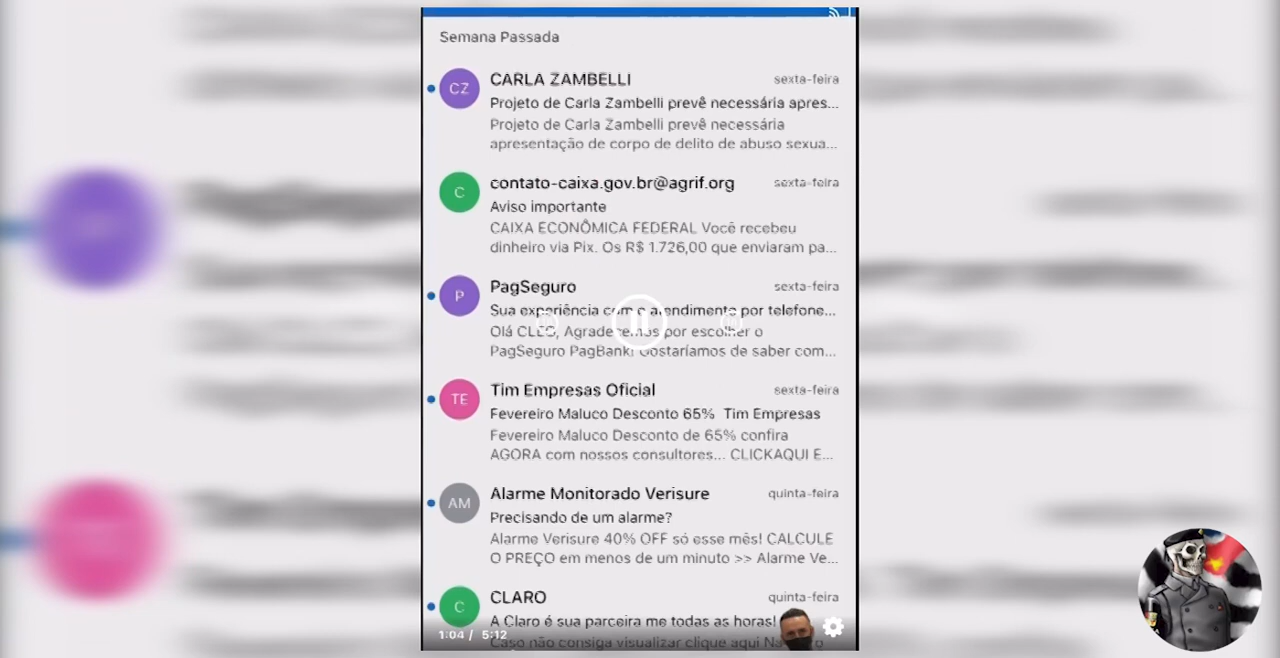 Semana Passada
CZ
CARLA ZAMBELLI
sexta-feira
Projeto de Carla Zambelli prevê necessária apres...
Projeto de Carla Zambelli prevê necessária
apresentação de corpo de delito de abuso sexua...
C
contato-caixa.gov.br@agrif.org
sexta-feira
Aviso importante
CAIXA ECONÔMICA FEDERAL Você recebeu
dinheiro via Pix. Os R$ 1.726,00 que enviaram pa...
P
PagSeguro
sexta-feira
Sua experiência com o atendimento por telefone...
Olá CLEO, Agradecemos por escolher o
PagSeguro PagBank! Gostaríamos de saber com...
TE
Tim Empresas Oficial
sexta-feira
Fevereiro Maluco Desconto 65% Tim Empresas
Fevereiro Maluco Desconto de 65% confira
AGORA com nossos consultores... CLICKAQUI E...
AM
Alarme Monitorado Verisure
quinta-feira
Precisando de um alarme?
Alarme Verisure 40% OFF só esse mês! CALCULE
O PREÇO em menos de um minuto >> Alarme Ve...
C
CLARO
quinta-feira
A Claro é sua parceira me todas as horas!
Caso não consiga visualizar clique aqui
1:04 / 5:12